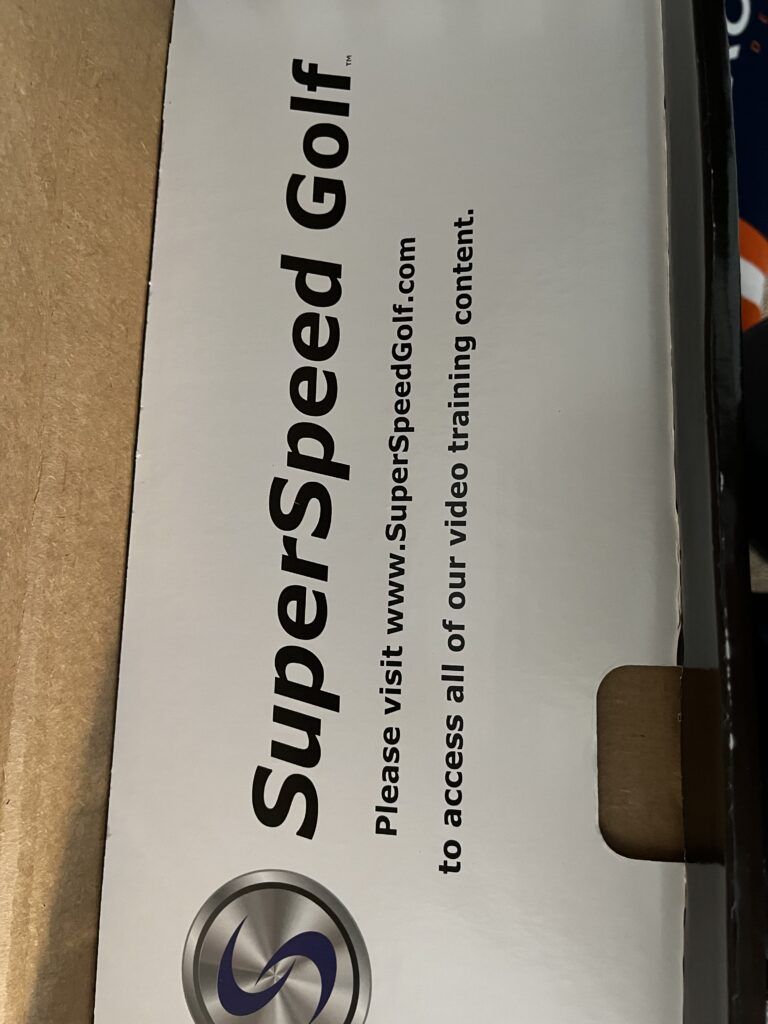 SuperSpeed Golf™
Please visit www.SuperSpeedGolf.com
to access all of our video training content.